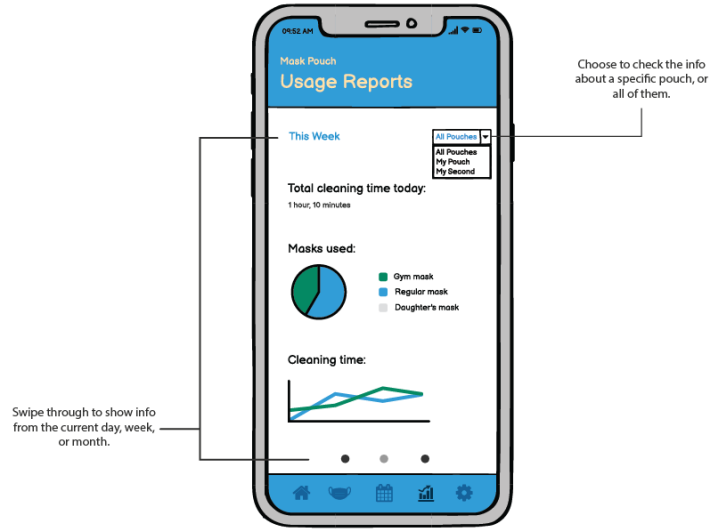 09:52 AM
Mask Pouch
Usage Reports
Choose to check the info
about a specific pouch, or
all of them.
This Week
All Pouches
All Pouches
My Pouch
My Second
Total cleaning time today:
1 hour, 10 minutes
Masks used:
Gym mask
Regular mask
Daughter's mask
Cleaning time:
Swipe through to show info
from the current day, week,
or month.